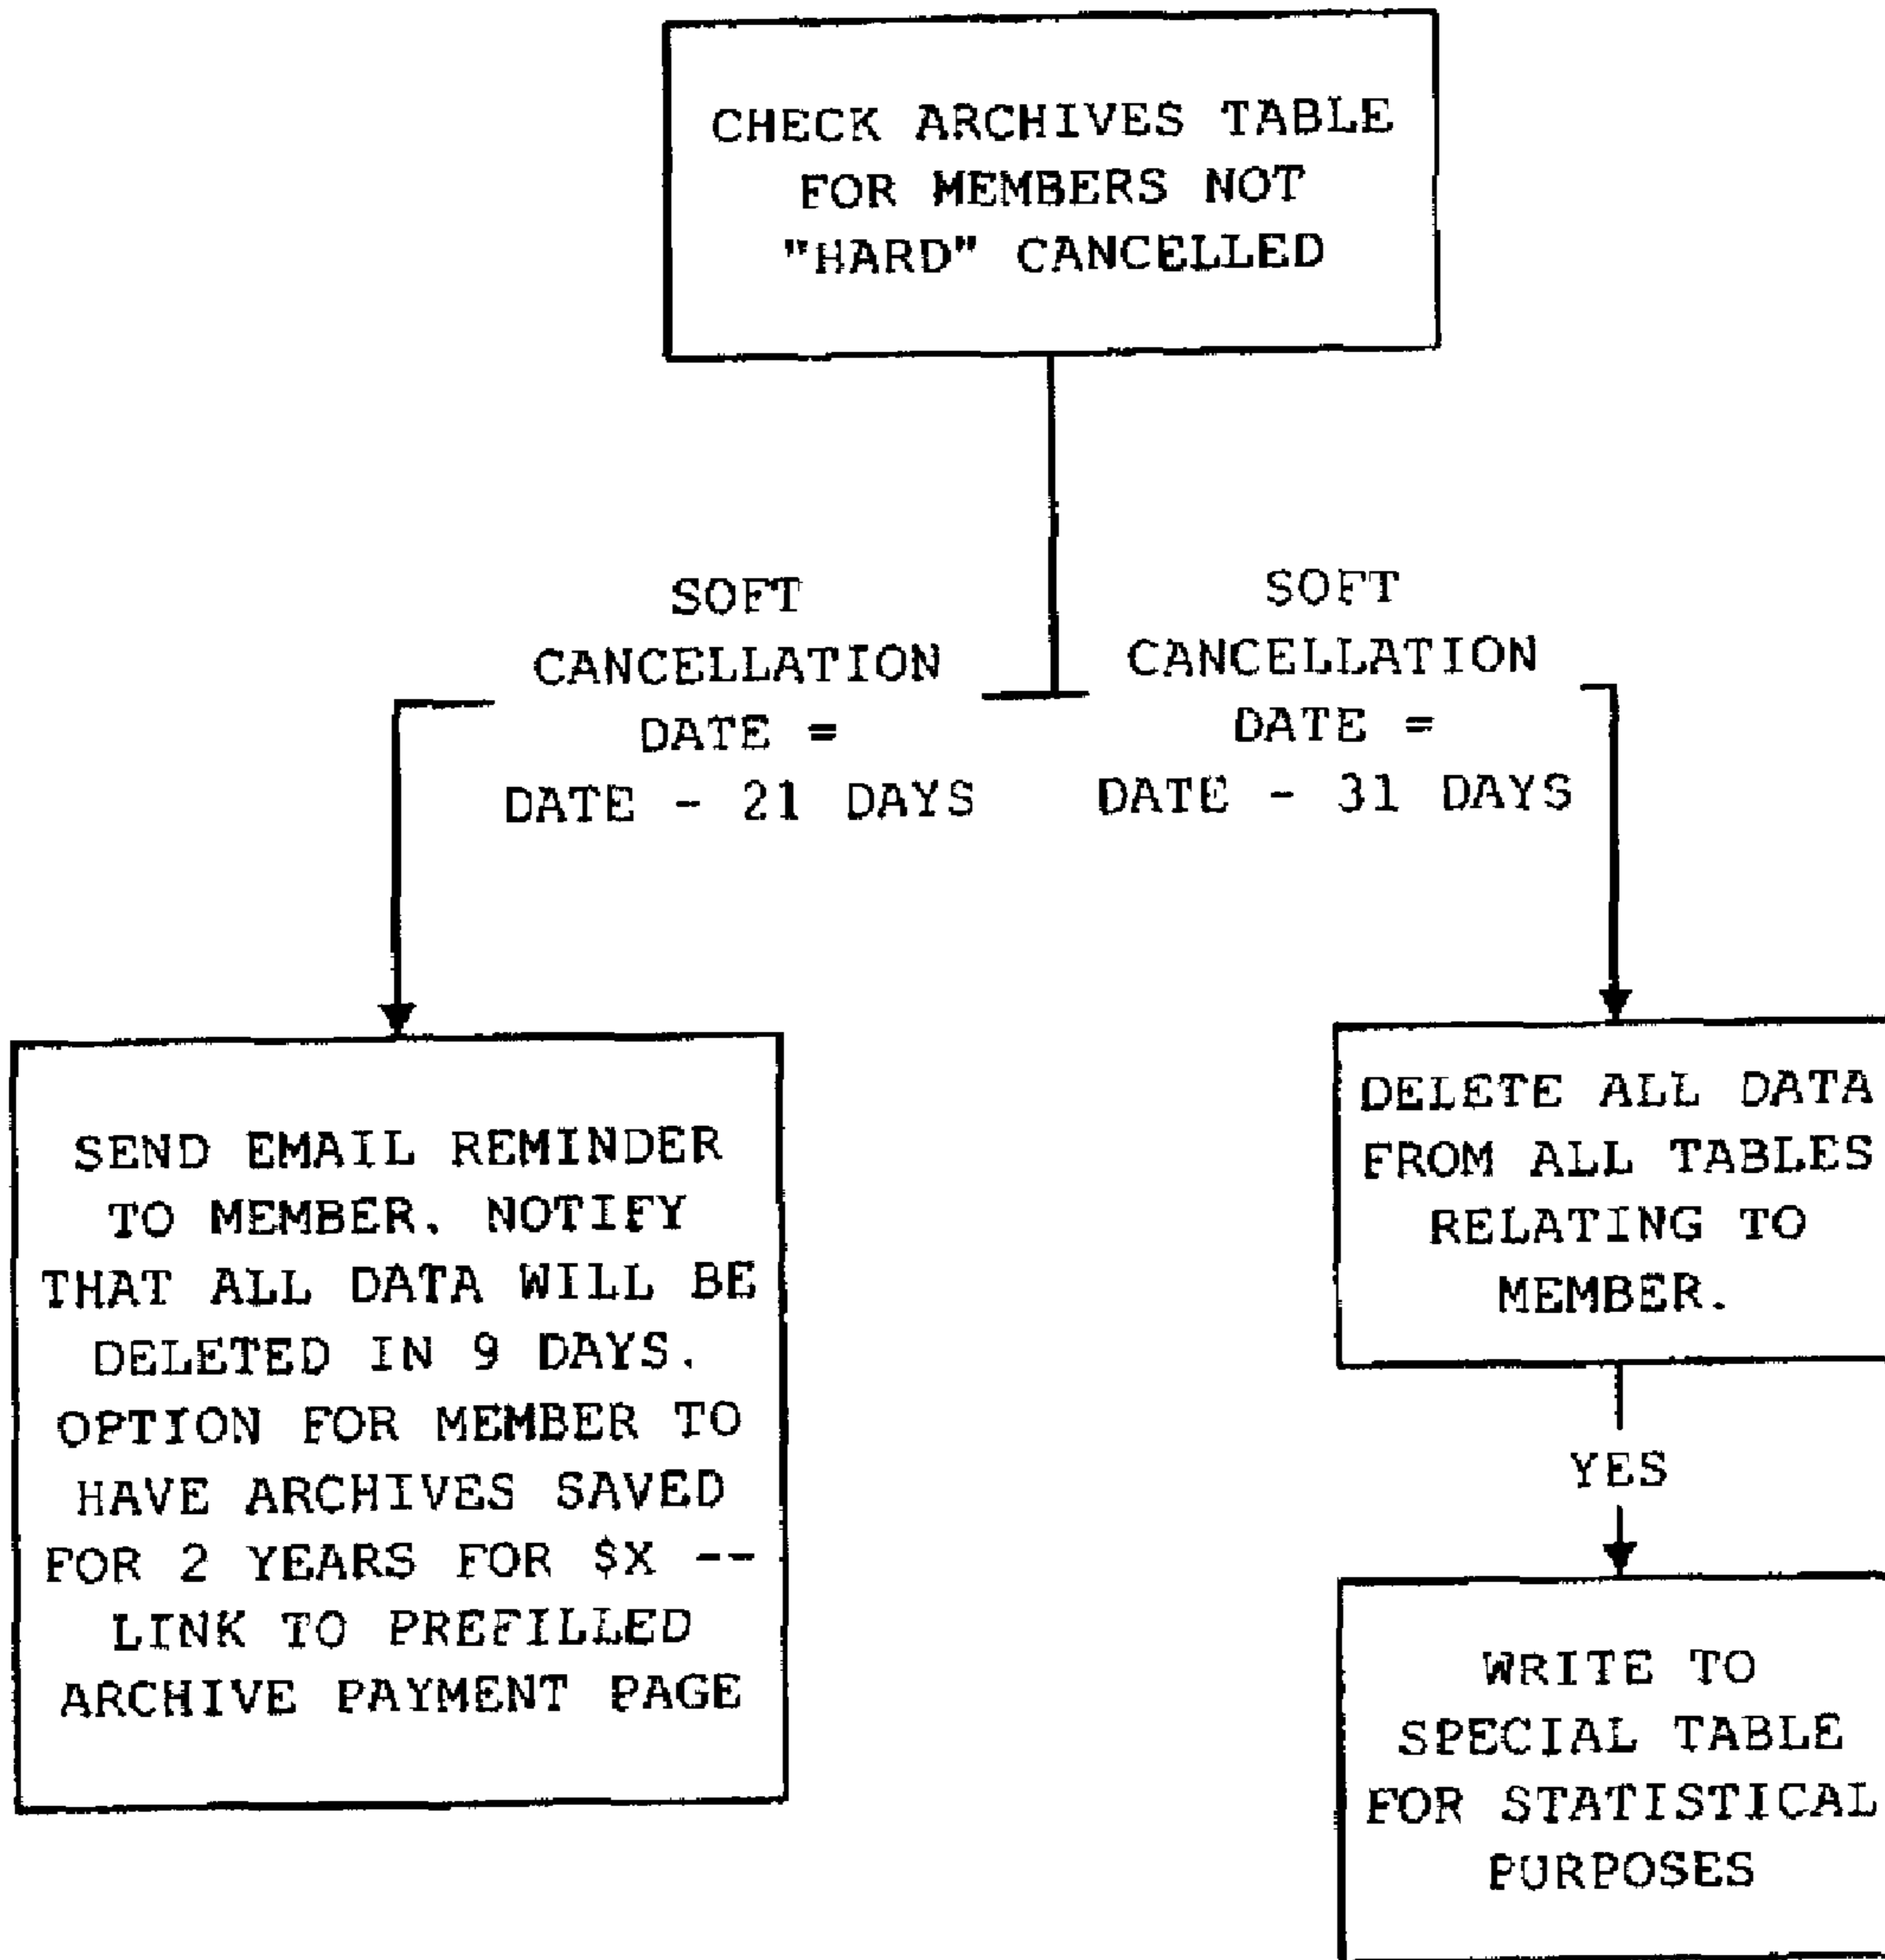 CHECK ARCHIVES TABLE
FOR MEMBERS NOT
"HARD" CANCELLED
SOFT
CANCELLATION
DATE =
DATE - 21 DAYS
SOFT
CANCELLATION
DATE =
DATE - 31 DAYS
SEND EMAIL REMINDER
TO MEMBER. NOTIFY
THAT ALL DATA WILL BE
DELETED IN 9 DAYS.
OPTION FOR MEMBER TO
HAVE ARCHIVES SAVED
FOR 2 YEARS FOR $X --
LINK TO PREFILLED
ARCHIVE PAYMENT PAGE
DELETE ALL DATA
FROM ALL TABLES
RELATING TO
MEMBER.
YES
WRITE TO
SPECIAL TABLE
FOR STATISTICAL
PURPOSES